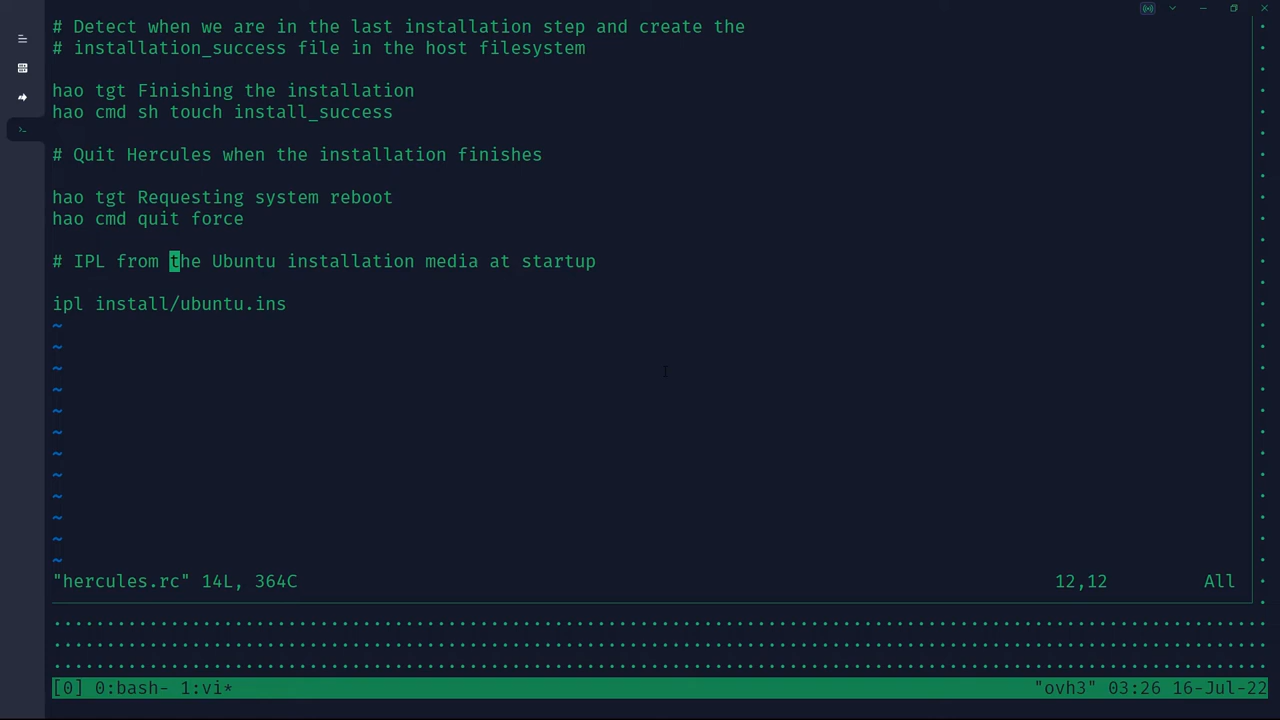 # Detect when we are in the last installation step and create the
# installation_success file in the host filesystem
hao tgt Finishing the installation
hao cmd sh touch install_success
# Quit Hercules when the installation finishes
hao tgt Requesting system reboot
hao cmd quit force
# IPL from the Ubuntu installation media at startup
ipl install/ubuntu.ins
~
~
~
~
~
~
~
~
~
~
~
~
"hercules.rc" 14L, 364C 12,12 All
[0] 0:bash- 1:vi* "ovh3" 03:26 16-Jul-22